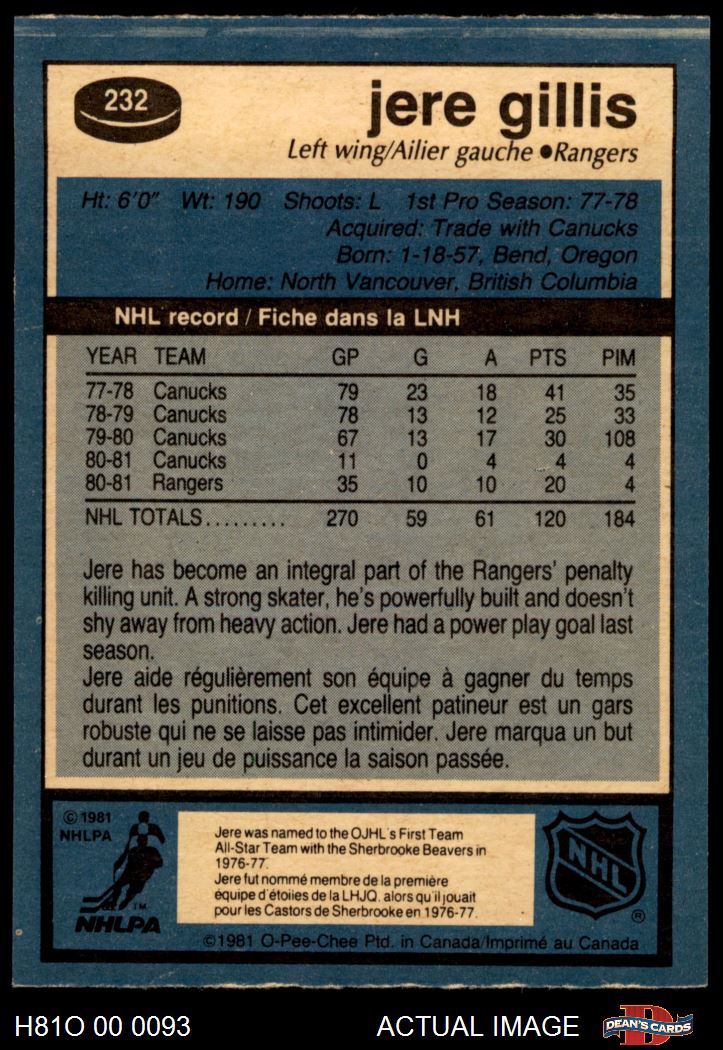 232
jere gillis
Left wing/Ailier gauche ●Rangers
Ht: 6'0" Wt: 190 Shoots: L 1st Pro Season: 77-78
Acquired: Trade with Canucks
Born: 1-18-57, Bend, Oregon
Home: North Vancouver, British Columbia
NHL record / Fiche dans la LNH
YEAR TEAM GP G A PTS PIM
77-78 Canucks 79 23 18 41 35
78-79 Canucks 78 13 12 25 33
79-80 Canucks 67 13 17 30 108
80-81 Canucks 11 0 4 4 4
80-81 Rangers 35 10 10 20 4
NHL TOTALS......... 270 59 61 120 184
Jere has become an integral part of the Rangers' penalty
killing unit. A strong skater, he's powerfully built and doesn't
shy away from heavy action. Jere had a power play goal last
season.
Jere aide régulièrement son équipe à gagner du temps
durant les punitions. Cet excellent patineur est un gars
robuste qui ne se laisse pas intimider. Jere marqua un but
durant un jeu de puissance la saison passée.
©1981
NHLPA
TM
NHLPA
Jere was named to the OJHL's First Team
All-Star Team with the Sherbrooke Beavers in
1976-77.
Jere fut nommé membre de la première
équipe d'étoiles de la LHJQ. alors qu'il jouait
pour les Castors de Sherbrooke en 1976-77.
NHL
®
©1981 O-Pee-Chee Ptd. in Canada/Imprimé au Canada
H81O 00 0093
ACTUAL IMAGE
D
DEAN'S CARDS